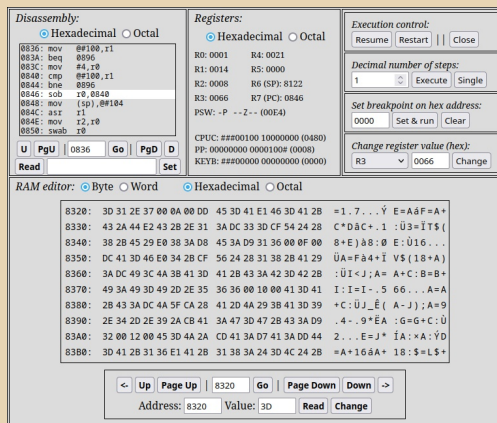 Disassembly:
Hexadecimal Octal
0836: mov @#100,r1
083A: beq 0896
083C: mov #4,r0
0840: cmp @#100,r1
0844: bne 0896
0846: sob r0,0840
0848: mov (sp),@#104
084C: asr r1
084E: mov r2,r0
0850: swab r0
U PgU | 0836 Go | PgD D
Read Set
Registers:
Hexadecimal Octal
R0: 0001 R4: 0021
R1: 0014 R5: 0000
R2: 0008 R6 (SP): 8122
R3: 0066 R7 (PC): 0846
PSW: -P --Z-- (00E4)
CPUC: ###00100 10000000 (0480)
PP: 00000000 0000100# (0008)
KEYB: ###00000 00000000 (0000)
Execution control:
Resume Restart || Close
Decimal number of steps:
1 Execute Single
Set breakpoint on hex address:
0000 Set & run Clear
Change register value (hex):
R3 0066 Change
RAM editor: Byte Word Hexadecimal Octal
8320: 3D 31 2E 37 00 0A 00 DD 45 3D 41 E1 46 3D 41 2B =1.7...Ý E=AáF=A+
8330: 43 2A 44 E2 43 2B 2E 31 3A DC 33 3D CF 54 24 28 C*DâC+.1 :Ü3=ÏT$(
8340: 38 2B 45 29 E0 38 3A D8 45 3A D9 31 36 00 0F 00 8+E)à8:Ø E:Ù16...
8350: DC 41 3D 46 E0 34 2B CF 56 24 28 31 38 2B 41 29 ÜA=Fà4+Ï V$(18+A)
8360: 3A DC 49 3C 4A 3B 41 3D 41 2B 43 3A 42 3D 42 2B :ÜI<J;A= A+C:B=B+
8370: 49 3A 49 3D 49 2D 2E 35 36 36 00 10 00 41 3D 41 I:I=I-.5 66...A=A
8380: 2B 43 3A DC 4A 5F CA 28 41 2D 4A 29 3B 41 3D 39 +C:ÜJ_Ê( A-J);A=9
8390: 2E 34 2D 2E 39 2A CB 41 3A 47 3D 47 2B 43 3A D9 .4-.9*ËA :G=G+C:Ù
83A0: 32 00 12 00 45 3D 4A 2A CD 41 3A D7 41 3A DD 44 2...E=J* ÍA:×A:ÝD
83B0: 3D 41 2B 31 36 E1 41 2B 31 38 3A 24 3D 4C 24 2B =A+16áA+ 18:$=L$+
<- Up Page Up | 8320 Go | Page Down Down ->
Address: 8320 Value: 3D Read Change